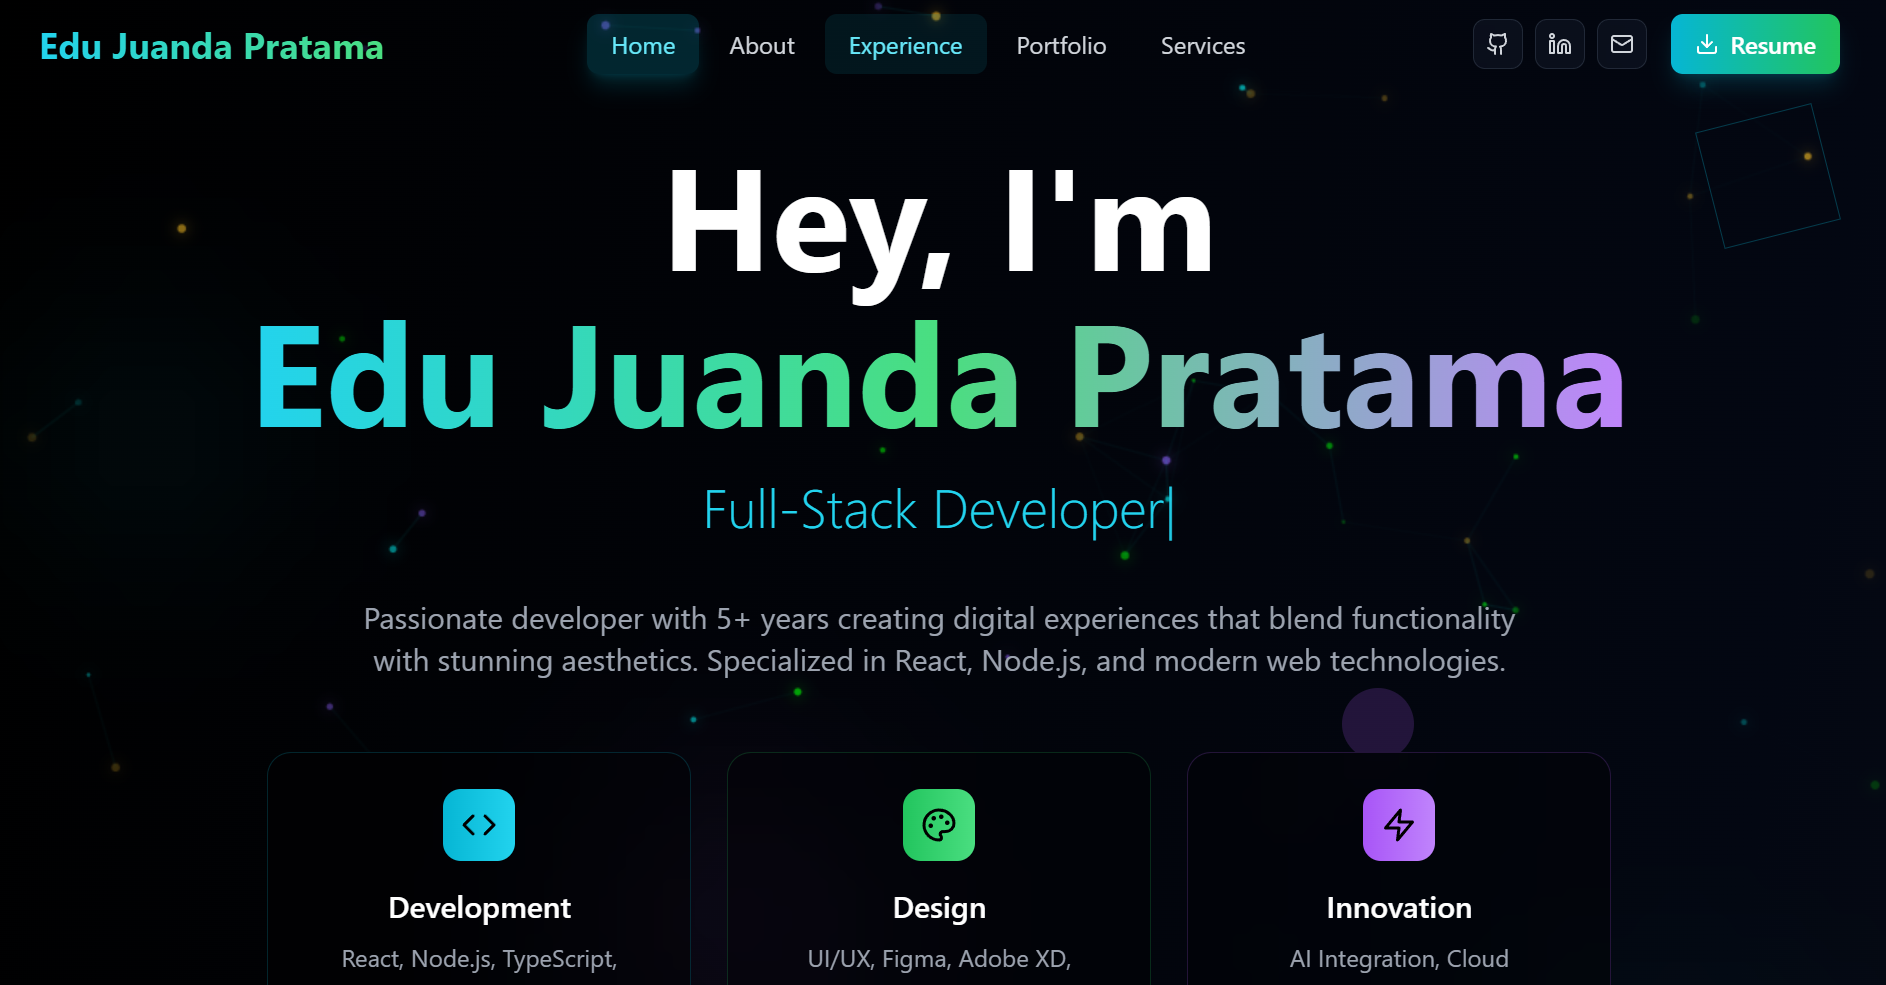 Edu Juanda Pratama
Home About Experience Portfolio Services
Resume
Hey, I'm
Edu Juanda Pratama
Full-Stack Developer|
Passionate developer with 5+ years creating digital experiences that blend functionality
with stunning aesthetics. Specialized in React, Node.js, and modern web technologies.
Development
React, Node.js, TypeScript,
Design
UI/UX, Figma, Adobe XD,
Innovation
AI Integration, Cloud